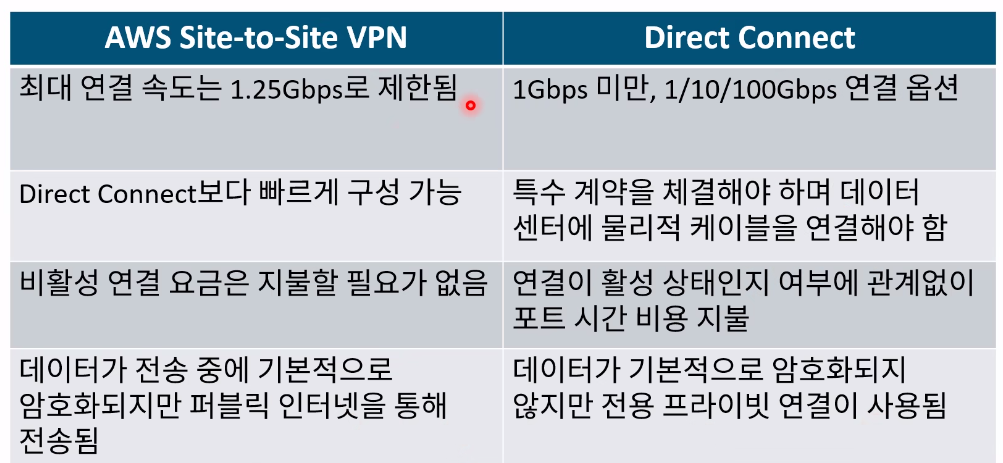 AWS Site-to-Site VPN
Direct Connect
최대 연결 속도는 1.25Gbps로 제한됨
1Gbps 미만, 1/10/100Gbps 연결 옵션
Direct Connect보다 빠르게 구성 가능
특수 계약을 체결해야 하며 데이터
센터에 물리적 케이블을 연결해야 함
비활성 연결 요금은 지불할 필요가 없음
연결이 활성 상태인지 여부에 관계없이
포트 시간 비용 지불
데이터가 전송 중에 기본적으로
암호화되지만 퍼블릭 인터넷을 통해
전송됨
데이터가 기본적으로 암호화되지
않지만 전용 프라이빗 연결이 사용됨